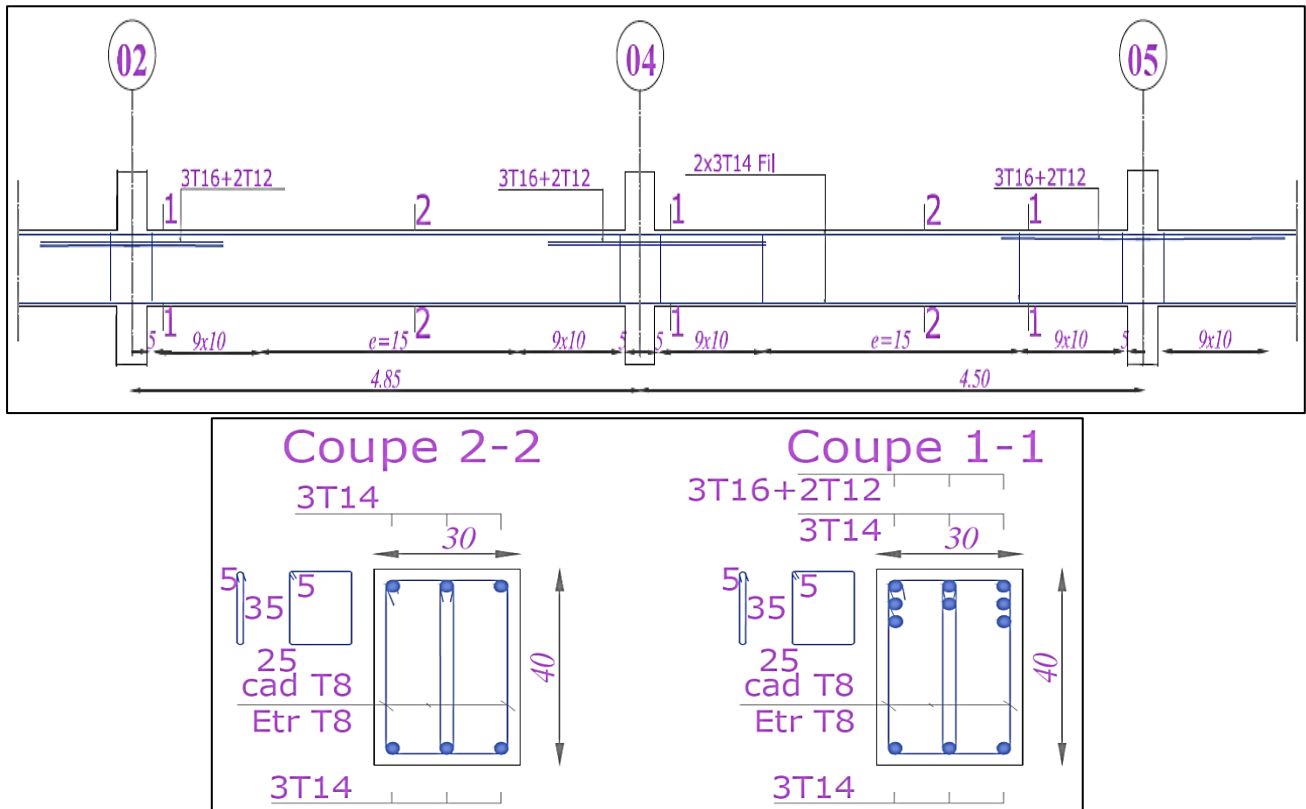 02 04 05
3T16+2T12 3T16+2T12 2x3T14 Fil 3T16+2T12
1 2 1 2 1
1 2 1 2 1
5 9x10 e=15 9x10 5 5 9x10 e=15 9x10 5 9x10
4.85 4.50
Coupe 2-2
3T14
30
5 35 5
25
cad T8
Etr T8
40
3T14
Coupe 1-1
3T16+2T12
3T14
30
5 35 5
25
cad T8
Etr T8
40
3T14